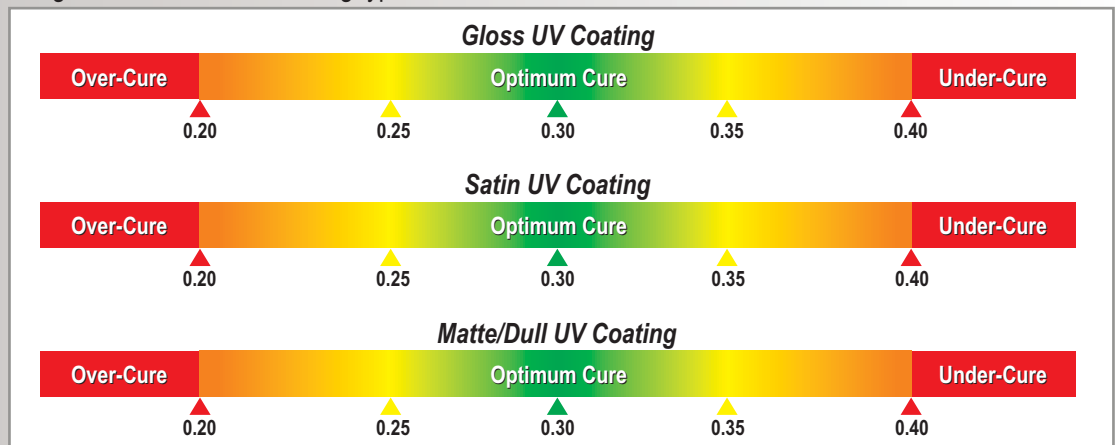 Gloss UV Coating
Over-Cure Optimum Cure Under-Cure
0.20 0.25 0.30 0.35 0.40
Satin UV Coating
Over-Cure Optimum Cure Under-Cure
0.20 0.25 0.30 0.35 0.40
Matte/Dull UV Coating
Over-Cure Optimum Cure Under-Cure
0.20 0.25 0.30 0.35 0.40